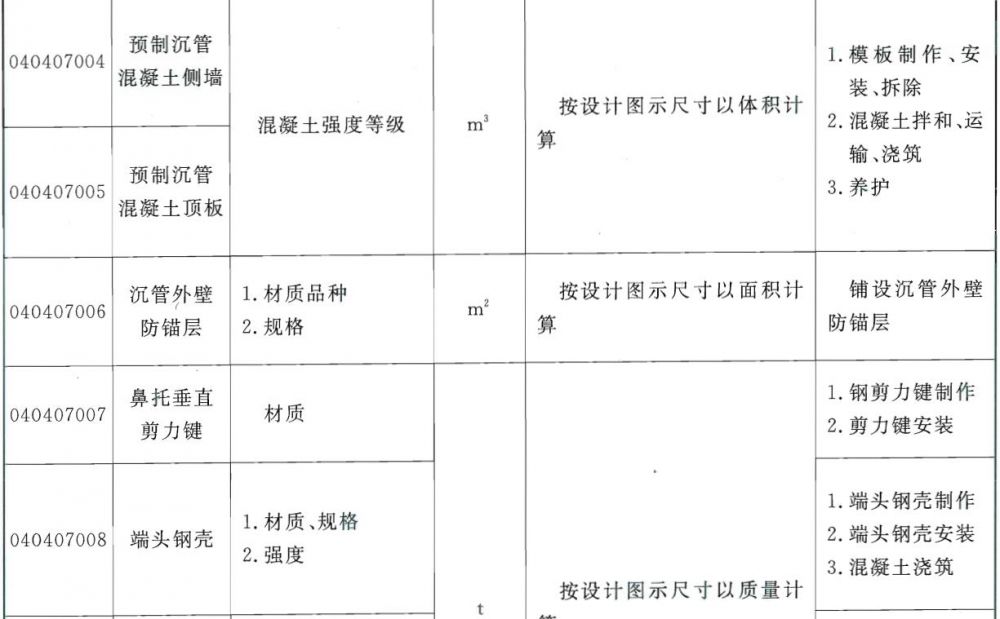 040407004
预制沉管
混凝土侧墙
混凝土强度等级
m³
按设计图示尺寸以体积计
算
1.模板制作、安
装、拆除
2.混凝土拌和、运
输、浇筑
3.养护
040407005
预制沉管
混凝土顶板
040407006
沉管外壁
防锚层
1.材质品种
2.规格
m²
按设计图示尺寸以面积计
算
铺设沉管外壁
防锚层
040407007
鼻托垂直
剪力键
材质
1.钢剪力键制作
2.剪力键安装
040407008
端头钢壳
1.材质、规格
2.强度
t
按设计图示尺寸以质量计
1.端头钢壳制作
2.端头钢壳安装
3.混凝土浇筑